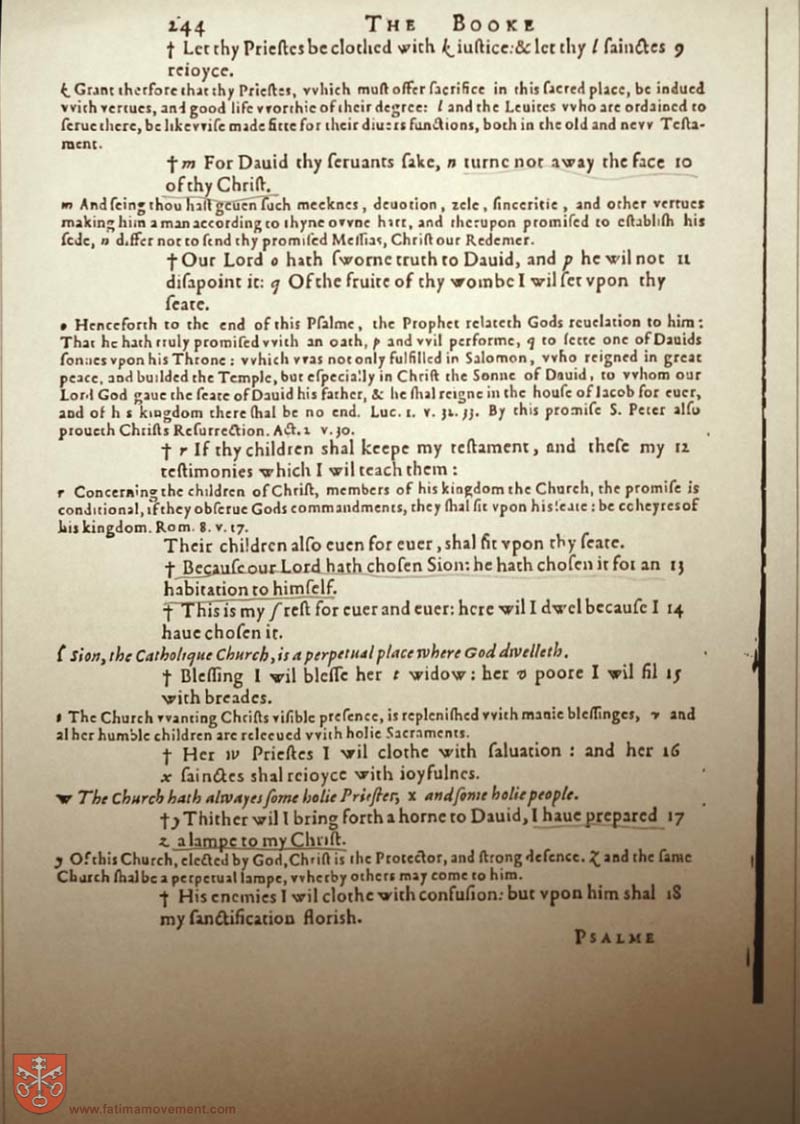 244 THE BOOKE
† Let thy Prieſtes be clothed with k iuſtice: & let thy l ſainctes 9
reioyce.
k Grant therfore that thy Prieſtes, vvhich muſt offer ſacrifice in this ſacred place, be indued
vvith vertues, and good life vvorthie of their degree: l and the Leuites vvho are ordained to
ſerue there, be likevviſe made fitte for their diuers functions, both in the old and nevv Teſta-
ment.
† m For Dauid thy ſeruants ſake, n turne not away the face 10
of thy Chriſt.
m And ſeing thou haſt geuen ſuch meeknes, deuotion, zele, ſinceritie, and other vertues
making him a man according to thyne ovvne hart, and therupon promiſed to eſtabliſh his
ſede, n differ not to ſend thy promiſed Meſſias, Chriſt our Redemer.
† Our Lord o hath ſworne truth to Dauid, and p he wil not 11
diſapoint it: q Of the fruite of thy wombe I wil ſet vpon thy
ſeate.
o Henceforth to the end of this Pſalme, the Prophet relateth Gods reuelation to him:
That he hath truly promiſed vvith an oath, p and vvil performe, q to ſette one of Dauids
ſonnes vpon his Throne: vvhich vvas not only fulfilled in Salomon, vvho reigned in great
peace, and builded the Temple, but eſpecially in Chriſt the Sonne of Dauid, to vvhom our
Lord God gaue the ſeate of Dauid his father, & he ſhal reigne in the houſe of Iacob for euer,
and of h s kingdom there ſhal be no end. Luc. 1. v. 32. 33. By this promiſe S. Peter alſo
proueth Chriſts Reſurrection. Act. 2 v. 30.
† r If thy children ſhal keepe my teſtament, and theſe my 12
teſtimonies which I wil teach them:
r Concerning the children of Chriſt, members of his kingdom the Church, the promiſe is
conditional, if they obſerue Gods commandments, they ſhal ſit vpon his ſeate: be coheyres of
his kingdom. Rom. 8. v. 17.
Their children alſo euen for euer, shal ſit vpon thy ſeate.
† Becauſe our Lord hath choſen Sion: he hath choſen it for an 13
habitation to himſelf.
† This is my ſ reſt for euer and euer: here wil I dwel becauſe I 14
haue choſen it.
ſ Sion, the Catholique Church, is a perpetual place where God dwelleth.
† Bleſſing I wil bleſſe her t widow: her v poore I wil fil 15
with breades.
t The Church vvanting Chriſts viſible preſence, is repleniſhed vvith manie bleſſinges, v and
al her humble children are releeued vvith holie Sacraments.
† Her w Prieſtes I wil clothe with ſaluation: and her 16
x ſainctes shal reioyce with ioyfulnes.
w The Church hath alwayes ſome holie Prieſtes, x and ſome holie people.
† y Thither wil I bring forth a horne to Dauid, I haue prepared 17
z a lampe to my Chriſt.
y Of this Church, elected by God, Chriſt is the Protector, and ſtrong defence. z and the ſame
Church ſhal be a perpetual lampe, vvherby others may come to him.
† His enemies I wil clothe with confuſion: but vpon him shal 18
my ſanctification florish.
PSALME
www.fatimamovement.com